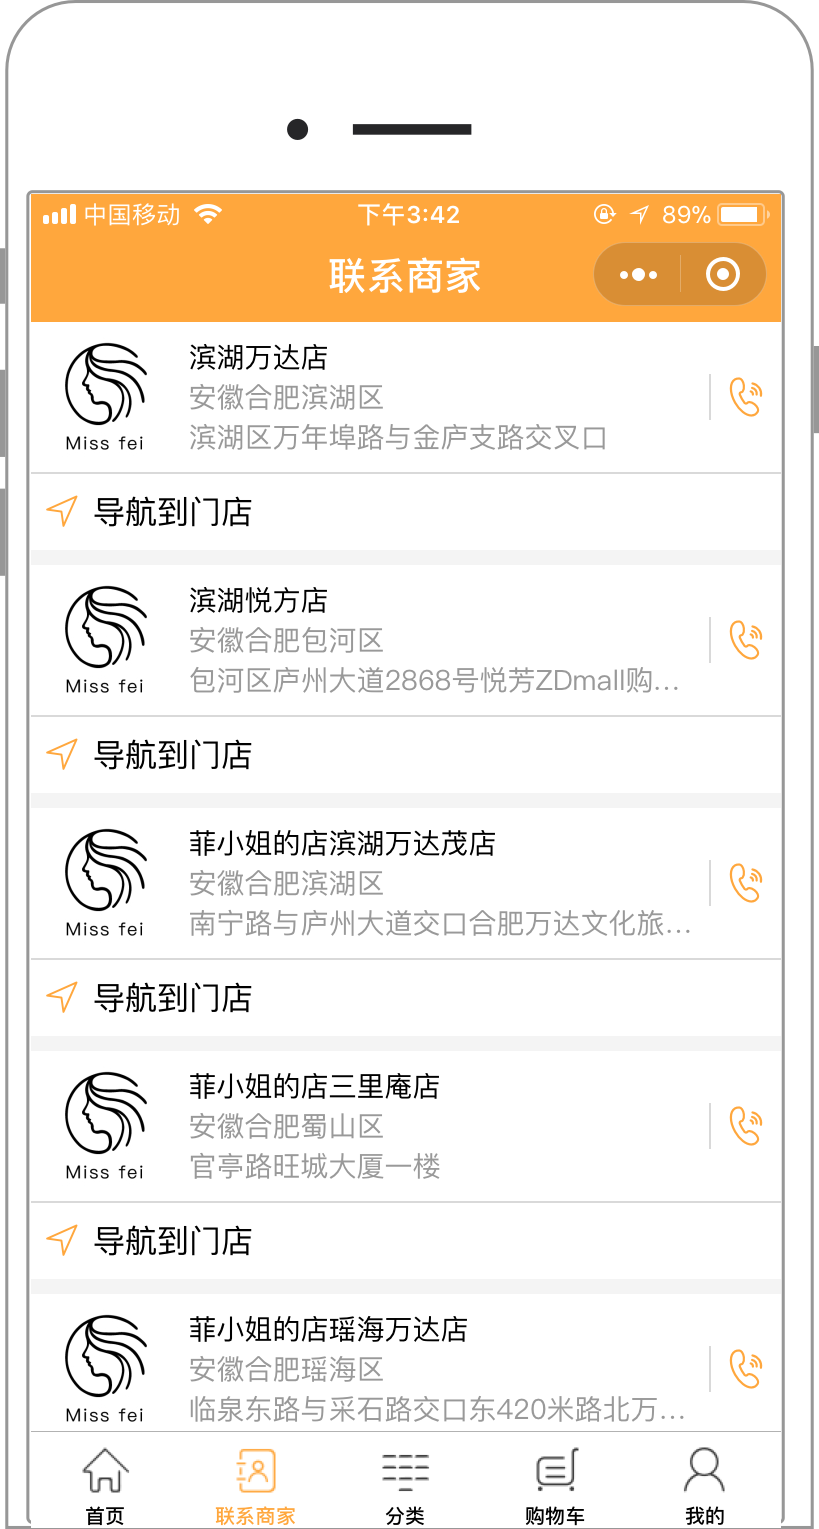 中国移动 下午3:42 89%
联系商家
滨湖万达店
安徽合肥滨湖区
滨湖区万年埠路与金庐支路交叉口
Miss fei
导航到门店
滨湖悦方店
安徽合肥包河区
包河区庐州大道2868号悦芳ZDmall购...
Miss fei
导航到门店
菲小姐的店滨湖万达茂店
安徽合肥滨湖区
南宁路与庐州大道交口合肥万达文化旅...
Miss fei
导航到门店
菲小姐的店三里庵店
安徽合肥蜀山区
官亭路旺城大厦一楼
Miss fei
导航到门店
菲小姐的店瑶海万达店
安徽合肥瑶海区
临泉东路与采石路交口东420米路北万...
Miss fei
首页 联系商家 分类 购物车 我的